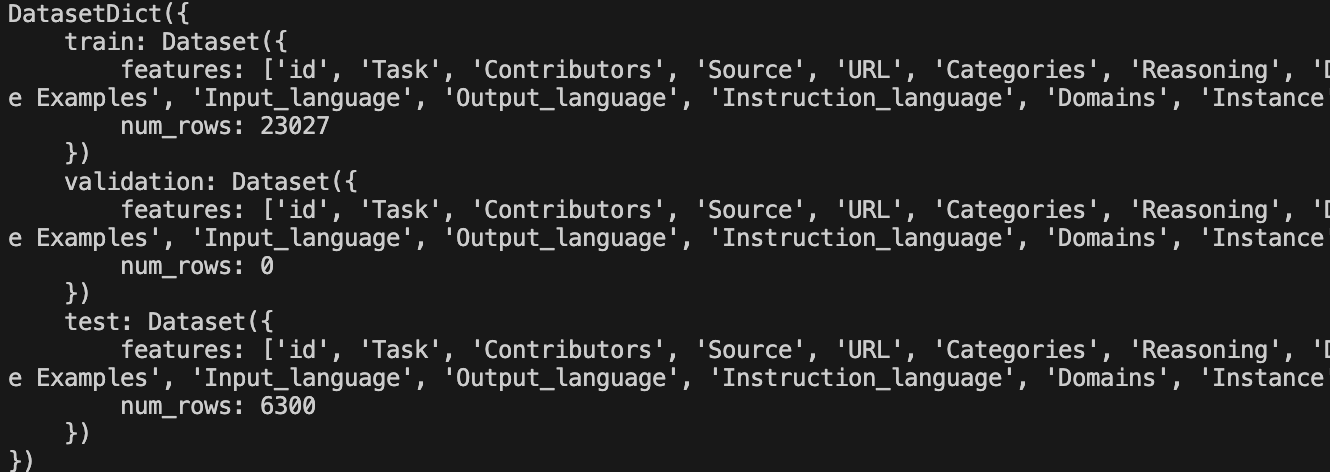 DatasetDict({
    train: Dataset({
        features: ['id', 'Task', 'Contributors', 'Source', 'URL', 'Categories', 'Reasoning', '
e Examples', 'Input_language', 'Output_language', 'Instruction_language', 'Domains', 'Instance
        num_rows: 23027
    })
    validation: Dataset({
        features: ['id', 'Task', 'Contributors', 'Source', 'URL', 'Categories', 'Reasoning', '
e Examples', 'Input_language', 'Output_language', 'Instruction_language', 'Domains', 'Instance
        num_rows: 0
    })
    test: Dataset({
        features: ['id', 'Task', 'Contributors', 'Source', 'URL', 'Categories', 'Reasoning', '
e Examples', 'Input_language', 'Output_language', 'Instruction_language', 'Domains', 'Instance
        num_rows: 6300
    })
})